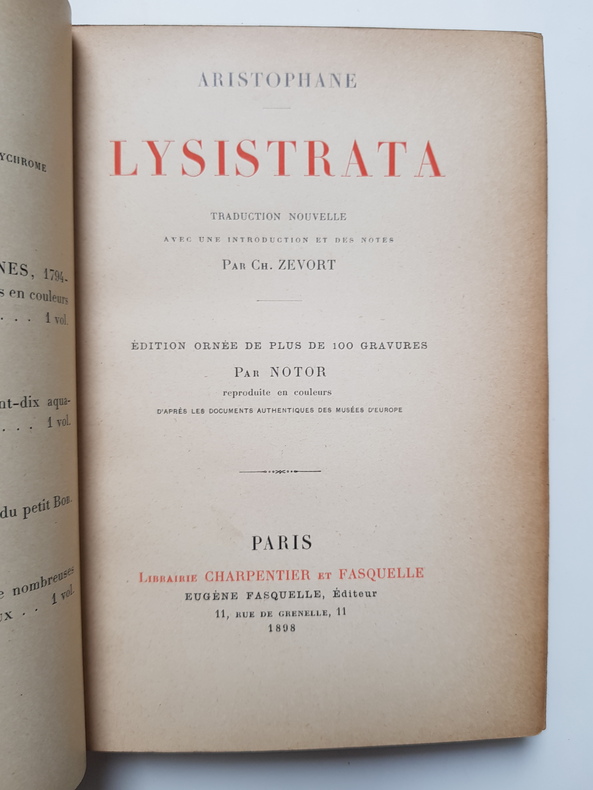 YCHROME
NES, 1794-
s en couleurs
. . . 1 vol.
nt-dix aqua-
. . . 1 vol.
du petit Bob.
e nombreuses
UX . . 1 vol.
ARISTOPHANE
LYSISTRATA
TRADUCTION NOUVELLE
AVEC UNE INTRODUCTION ET DES NOTES
Par Ch. ZEVORT
ÉDITION ORNÉE DE PLUS DE 100 GRAVURES
Par NOTOR
reproduite en couleurs
D'APRÈS LES DOCUMENTS AUTHENTIQUES DES MUSÉES D'EUROPE
PARIS
Librairie CHARPENTIER et FASQUELLE
EUGÈNE FASQUELLE, Éditeur
11, RUE DE GRENELLE, 11
1898